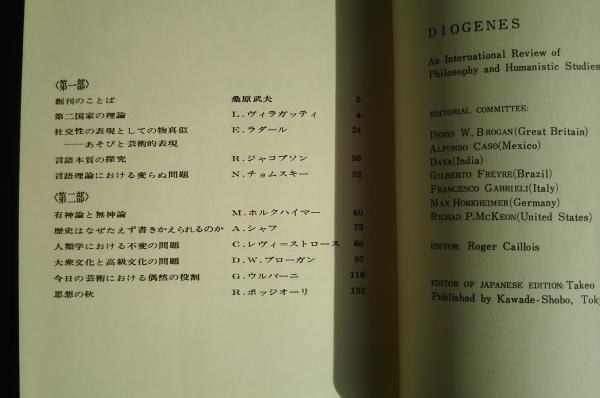 〈第一部〉
創刊のことば 桑原武夫 2
第二国家の理論 L.ヴィラガッティ 4
社交性の表現としての物真似 E.ラダール 24
——あそびと芸術的表現
言語本質の探究 R.ジャコブソン 36
言語理論における変らぬ問題 N.チョムスキー 52
〈第二部〉
有神論と無神論 M.ホルクハイマー 60
歴史はなぜたえず書きかえられるのか A.シャフ 73
人類学における不変の問題 C.レヴィ=ストロース 86
大衆文化と高級文化の問題 D.W.ブローガン 97
今日の芸術における偶然の役割 G.ウルバーニ 116
思想の秋 R.ポッジオーリ 132
DIOGENES
An International Review of
Philosophy and Humanistic Studies
EDITORIAL COMMITTEE:
DENIS W. BROGAN(Great Britain)
ALFONSO CASO(Mexico)
DAYA(India)
GILBERTO FREYRE(Brazil)
FRANCESCO GABRIELI(Italy)
MAX HORKHEIMER(Germany)
RICHAD P.MCKEON(United States)
EDITOR: Roger Caillois
EDITOR OF JAPANESE EDITION: Takeo
Published by Kawade-Shobo,